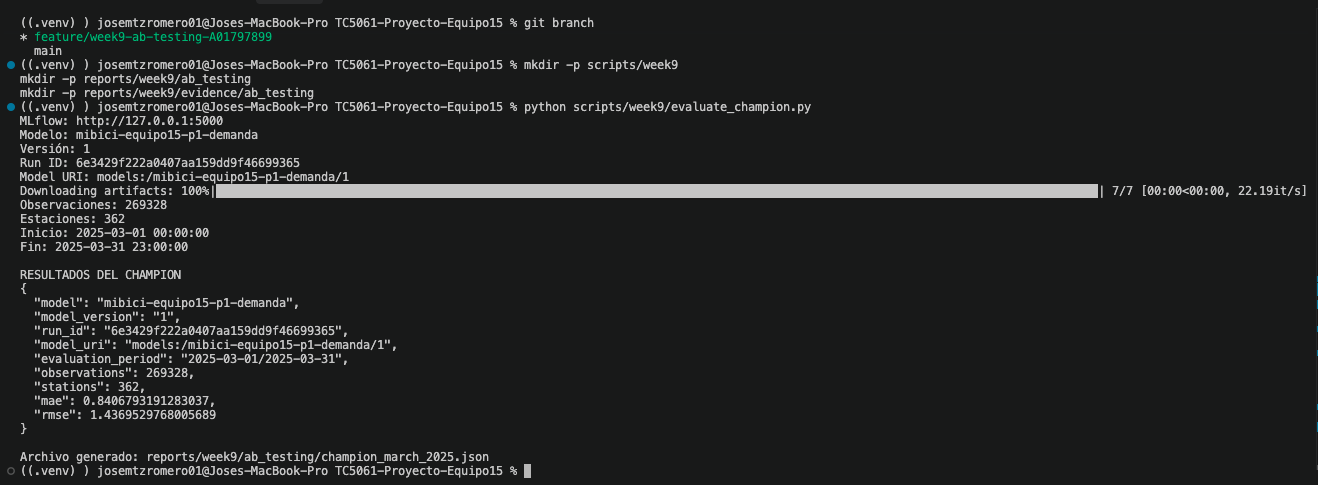 ((.venv) ) josemtzromero01@Joses-MacBook-Pro TC5061-Proyecto-Equipo15 % git branch
* feature/week9-ab-testing-A01797899
  main
((.venv) ) josemtzromero01@Joses-MacBook-Pro TC5061-Proyecto-Equipo15 % mkdir -p scripts/week9
mkdir -p reports/week9/ab_testing
mkdir -p reports/week9/evidence/ab_testing
((.venv) ) josemtzromero01@Joses-MacBook-Pro TC5061-Proyecto-Equipo15 % python scripts/week9/evaluate_champion.py
MLflow: http://127.0.0.1:5000
Modelo: mibici-equipo15-p1-demanda
Versión: 1
Run ID: 6e3429f222a0407aa159dd9f46699365
Model URI: models:/mibici-equipo15-p1-demanda/1
Downloading artifacts: 100%| | 7/7 [00:00<00:00, 22.19it/s]
Observaciones: 269328
Estaciones: 362
Inicio: 2025-03-01 00:00:00
Fin: 2025-03-31 23:00:00

RESULTADOS DEL CHAMPION
{
  "model": "mibici-equipo15-p1-demanda",
  "model_version": "1",
  "run_id": "6e3429f222a0407aa159dd9f46699365",
  "model_uri": "models:/mibici-equipo15-p1-demanda/1",
  "evaluation_period": "2025-03-01/2025-03-31",
  "observations": 269328,
  "stations": 362,
  "mae": 0.8406793191283037,
  "rmse": 1.4369529768005689
}

Archivo generado: reports/week9/ab_testing/champion_march_2025.json
((.venv) ) josemtzromero01@Joses-MacBook-Pro TC5061-Proyecto-Equipo15 %